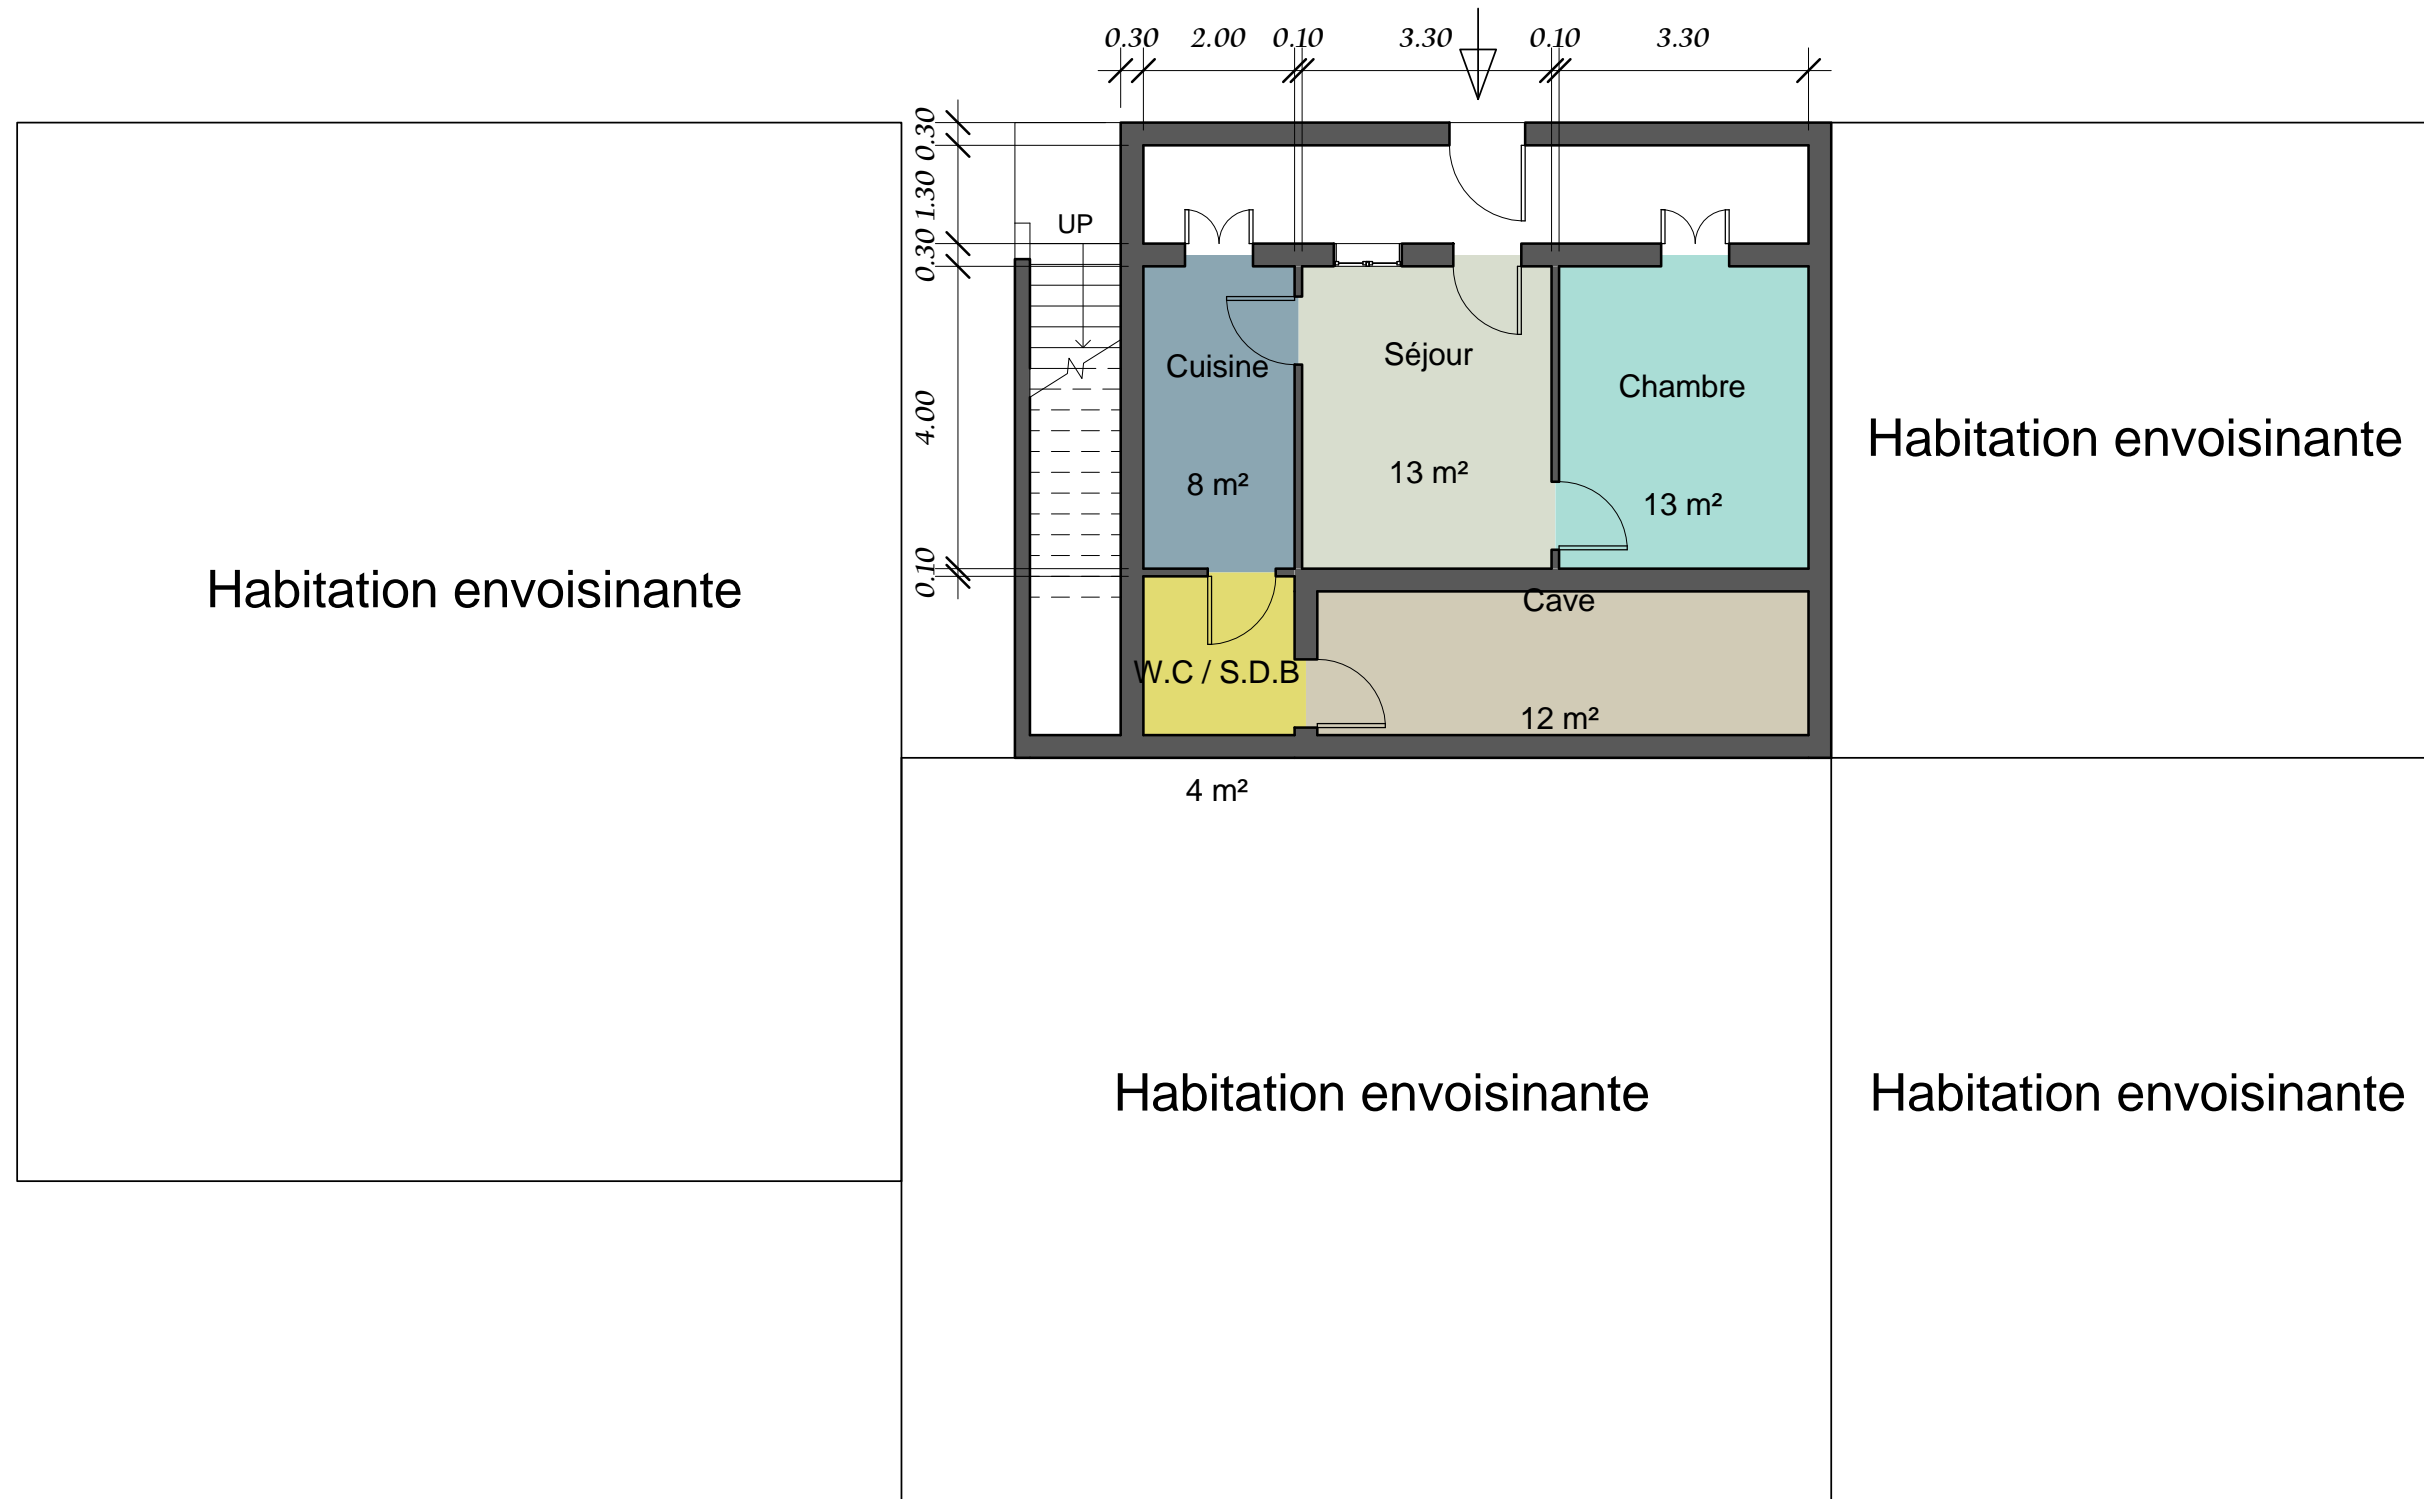 0.30 2.00 0.10 3.30 0.10 3.30
0.30
1.30
0.30
4.00
0.10
UP
Cuisine
8 m²
Séjour
13 m²
Chambre
13 m²
Cave
12 m²
W.C / S.D.B
4 m²
Habitation envoisinante
Habitation envoisinante
Habitation envoisinante
Habitation envoisinante